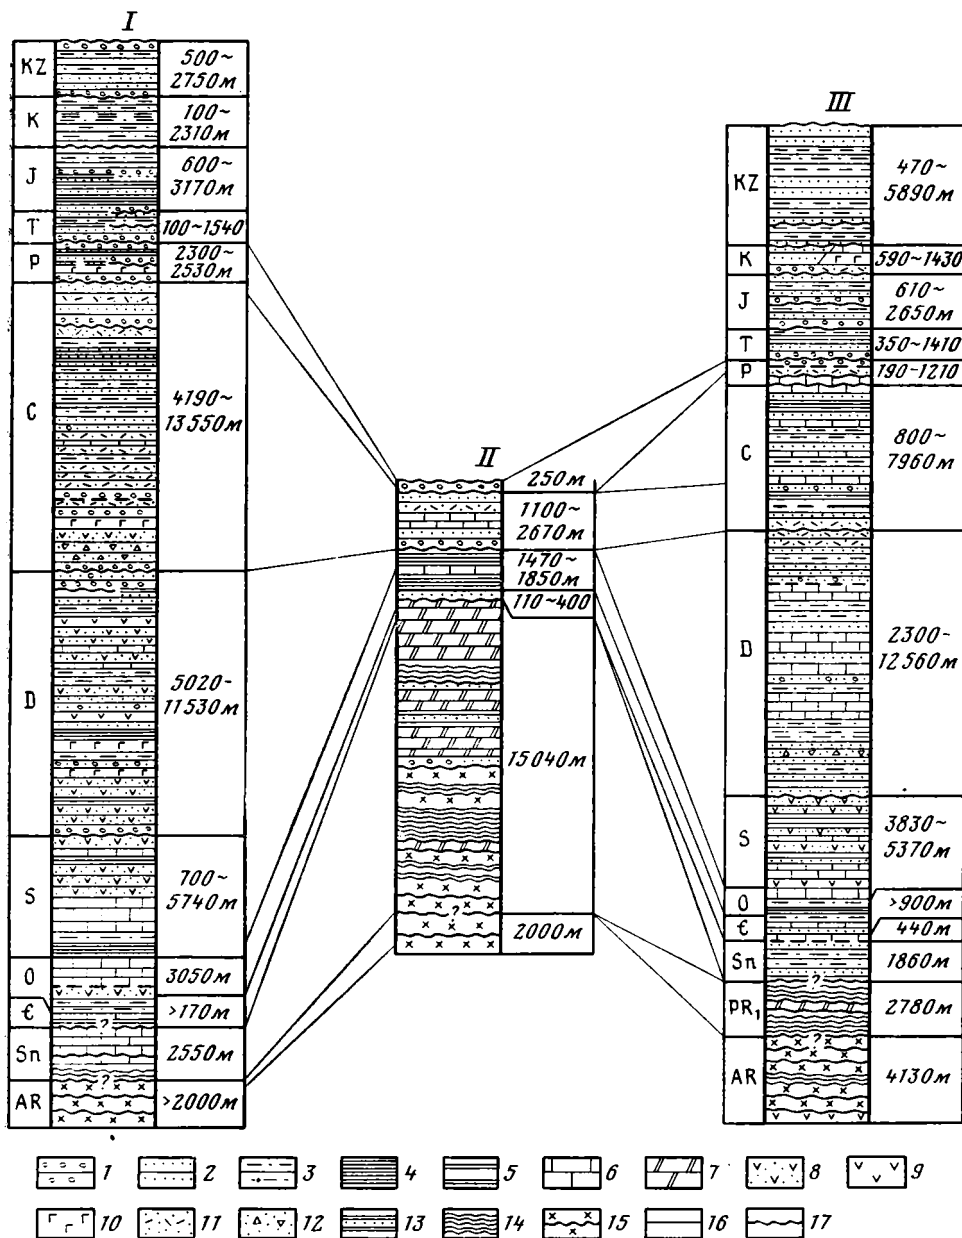 I
KZ
500~
2750м
K
100~
2310м
J
600~
3170м
T
100~1540
P
2300~
2530м
C
4190~
13550м
D
5020-
11530м
S
700~
5740м
O
3050м
Є
>170м
?
Sn
2550м
?
AR
>2000м
II
250м
1100~
2670м
1470~
1850м
110~400
15040м
?
2000м
III
KZ
470~
5890м
K
590~1430
J
610~
2650м
T
350~1410
P
190~1210
C
800~
7960м
D
2300-
12560м
S
3830~
5370м
O
>900м
Є
440м
Sn
1860м
?
PR₁
2780м
?
AR
4130м
1 2 3 4 5 6 7 8 9
10 11 12 13 14 15 16 17